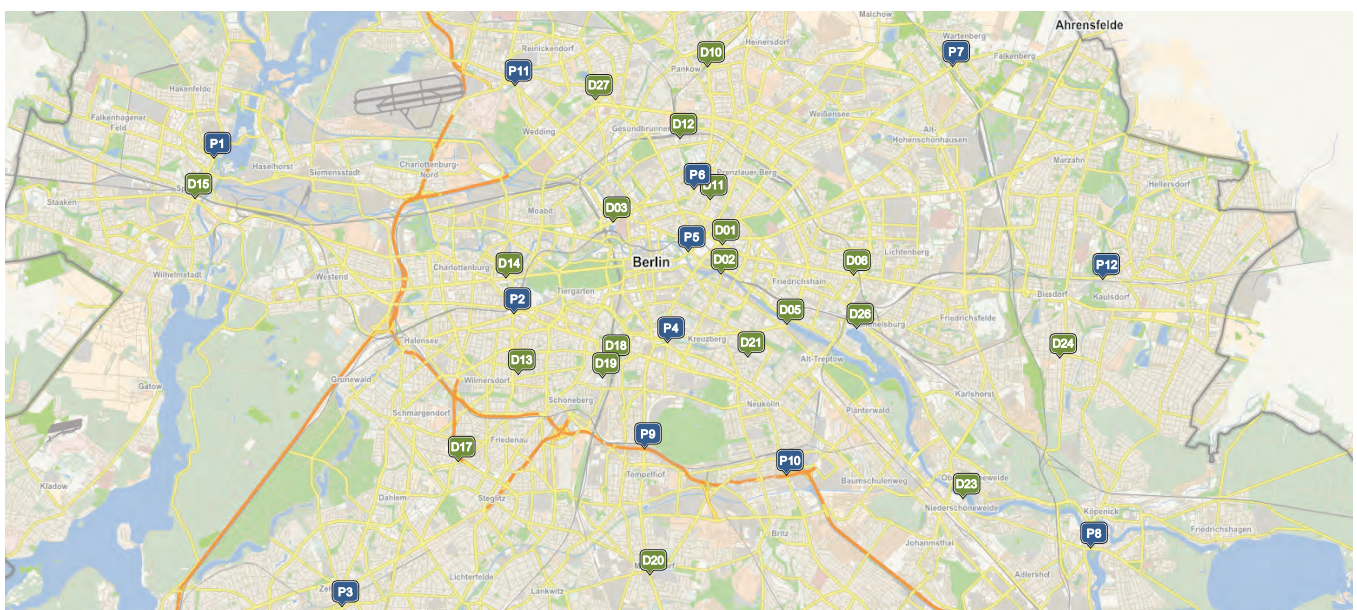 Malchow
Wartenberg
Ahrensfelde
Reinickendorf
Heinersdorf
D10
P7
Falkenberg
Pankow
P11
D27
Hakenfelde
Falkenhagener
Feld
Weißensee
D12
Gesundbrunnen
Wedding
Alt-
Hohenschönhausen
P1
Haselhorst
Siemensstadt
Charlottenburg-
Nord
Marzahn
P6
D11
Prenzlauer Berg
D15
Staaken
Hellersdorf
Moabit
D03
D01
P5
Lichtenberg
Berlin
D02
D06
P12
Wilhelmstadt
Westend
Charlottenburg
D14
Tiergarten
Friedrichshain
Biesdorf
Kaulsdorf
P2
D05
D26
Friedrichsfelde
P4
Kreuzberg
D21
Halensee
D18
D19
D13
Alt-Treptow
D24
Grunewald
Wilmersdorf
Gatow
Karlshorst
Schöneberg
Neukölln
Plänterwald
Schmargendorf
Friedenau
P9
D17
P10
Tempelhof
Baumschulenweg
Kladow
Dahlem
Steglitz
D23
Niederschöneweide
Köpenick
P8
Friedrichshagen
Britz
Johannisthal
D20
Lichterfelde
Lankwitz
Adlershof
P3